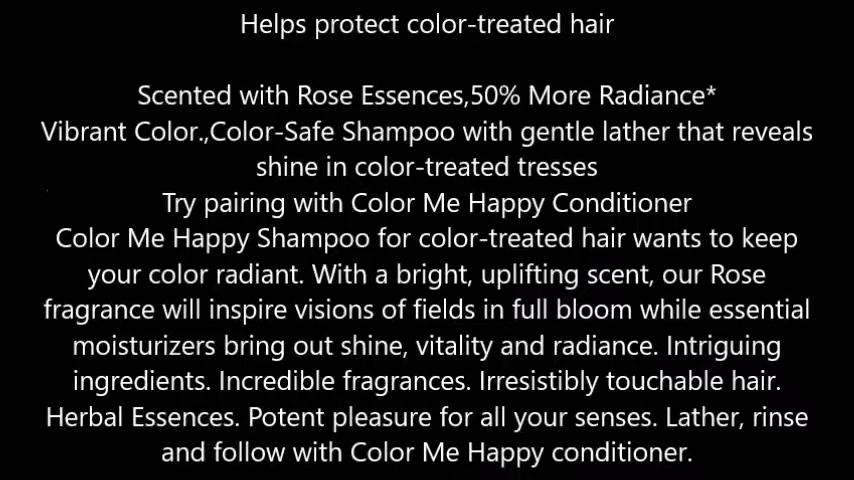 Helps protect color-treated hair
Scented with Rose Essences,50% More Radiance*
Vibrant Color.,Color-Safe Shampoo with gentle lather that reveals
shine in color-treated tresses
Try pairing with Color Me Happy Conditioner
Color Me Happy Shampoo for color-treated hair wants to keep
your color radiant. With a bright, uplifting scent, our Rose
fragrance will inspire visions of fields in full bloom while essential
moisturizers bring out shine, vitality and radiance. Intriguing
ingredients. Incredible fragrances. Irresistibly touchable hair.
Herbal Essences. Potent pleasure for all your senses. Lather, rinse
and follow with Color Me Happy conditioner.